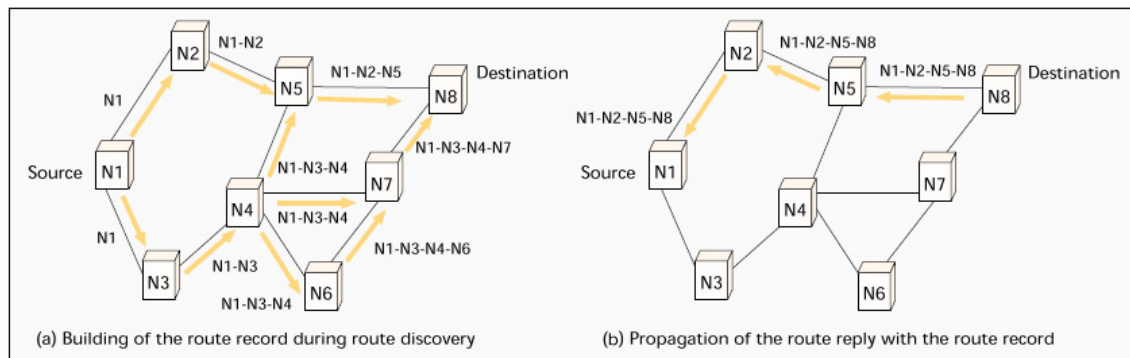 N1-N2
N2
N5
N1-N2-N5
Destination
N8
N1
N1-N3-N4-N7
Source
N1
N1-N3-N4
N7
N4
N1-N3-N4
N1
N1-N3-N4-N6
N1-N3
N3
N6
N1-N3-N4
(a) Building of the route record during route discovery
N1-N2-N5-N8
N2
N1-N2-N5-N8
Destination
N5
N8
N1-N2-N5-N8
N1
Source
N7
N4
N3
N6
(b) Propagation of the route reply with the route record